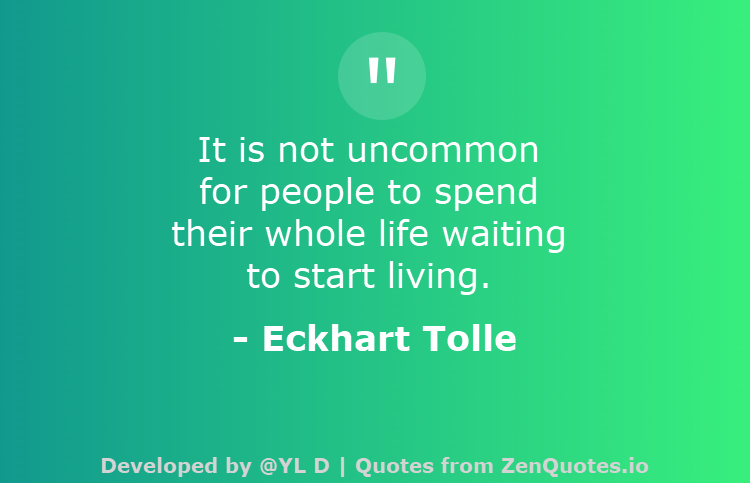 "
It is not uncommon
for people to spend
their whole life waiting
to start living.
- Eckhart Tolle
Developed by @YL D | Quotes from ZenQuotes.io